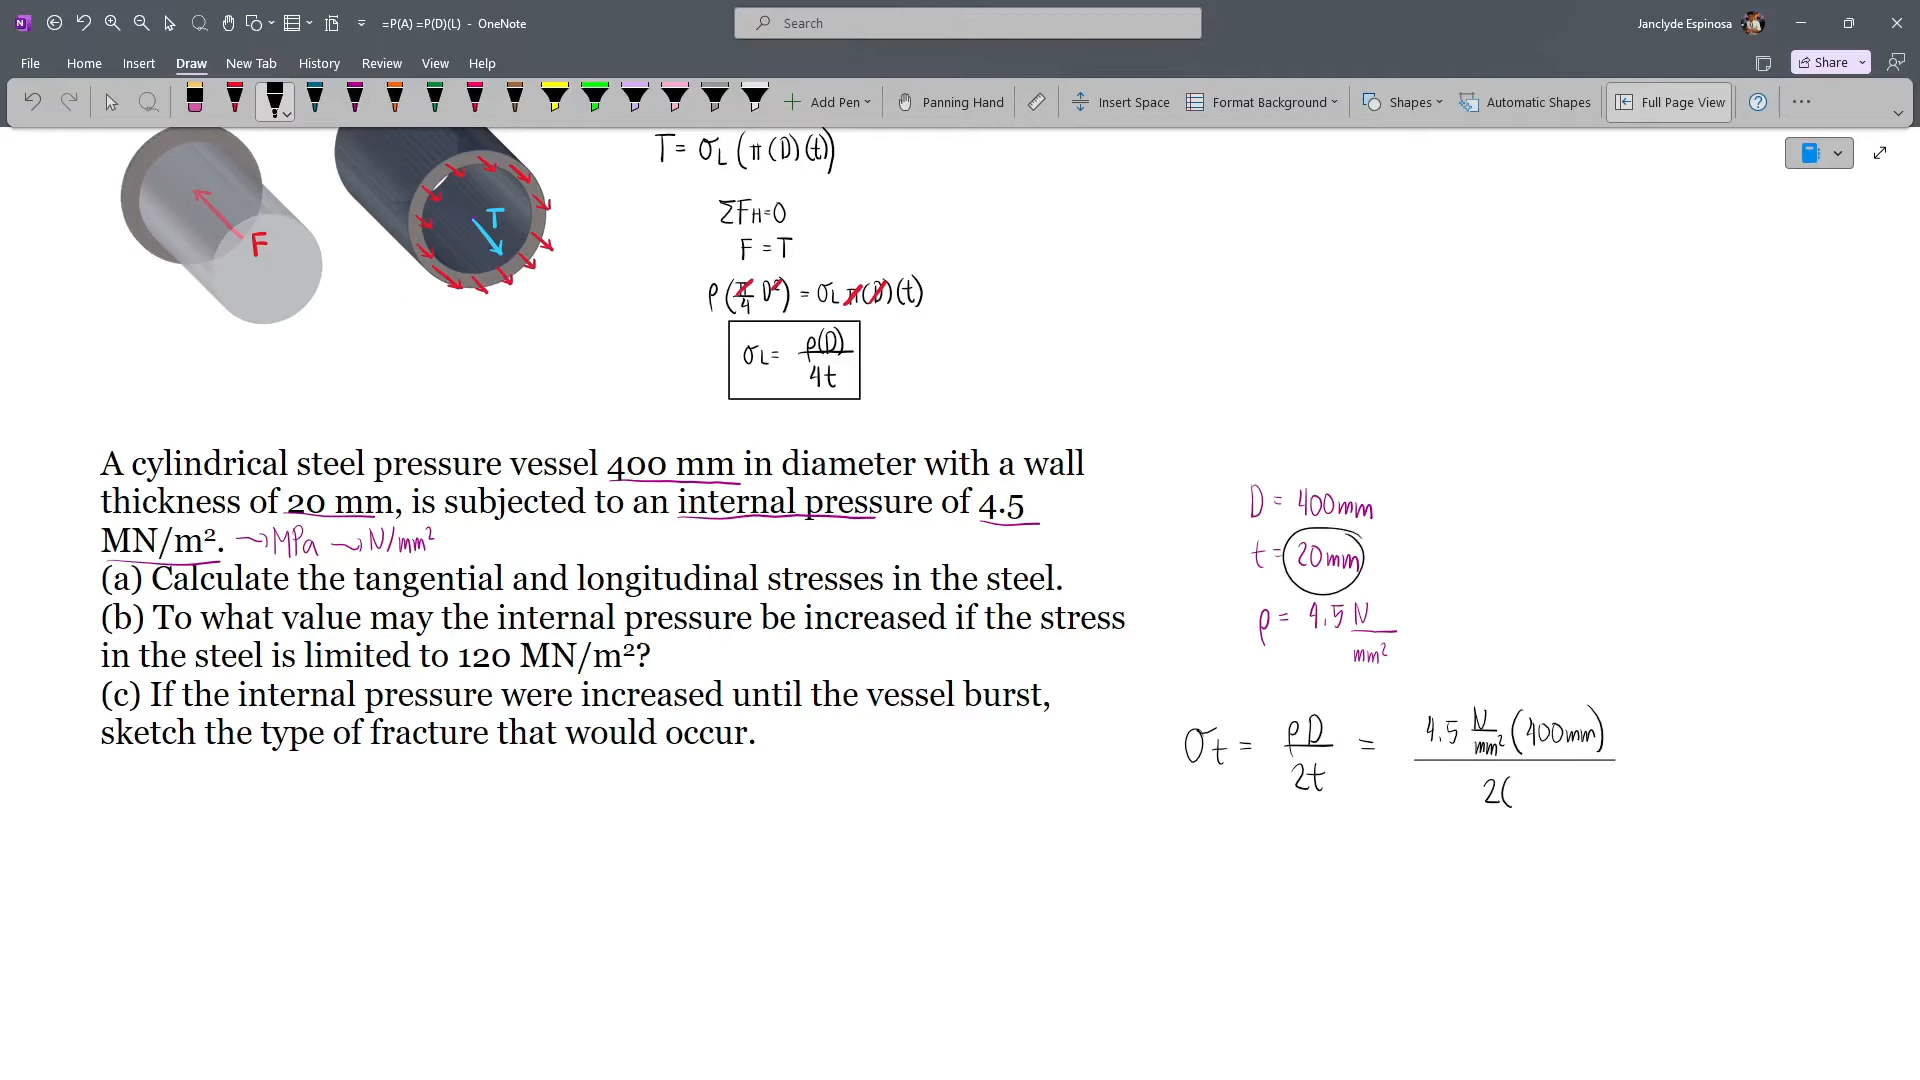 =P(A) =P(D)(L) - OneNote
Search
Janclyde Espinosa
File Home Insert Draw New Tab History Review View Help
Share
Add Pen Panning Hand Insert Space Format Background Shapes Automatic Shapes Full Page View
F
T
T = σL (π(D)(t))
ΣFH=0
F = T
P (π/4 D²) = σL π(D)(t)
σL = P(D)/4t
A cylindrical steel pressure vessel 400 mm in diameter with a wall
thickness of 20 mm, is subjected to an internal pressure of 4.5
MN/m². → MPa → N/mm²
(a) Calculate the tangential and longitudinal stresses in the steel.
(b) To what value may the internal pressure be increased if the stress
in the steel is limited to 120 MN/m²?
(c) If the internal pressure were increased until the vessel burst,
sketch the type of fracture that would occur.
D = 400mm
t = 20mm
P = 4.5 N/mm²
σt = PD/2t = 4.5 N/mm² (400mm) / 2(